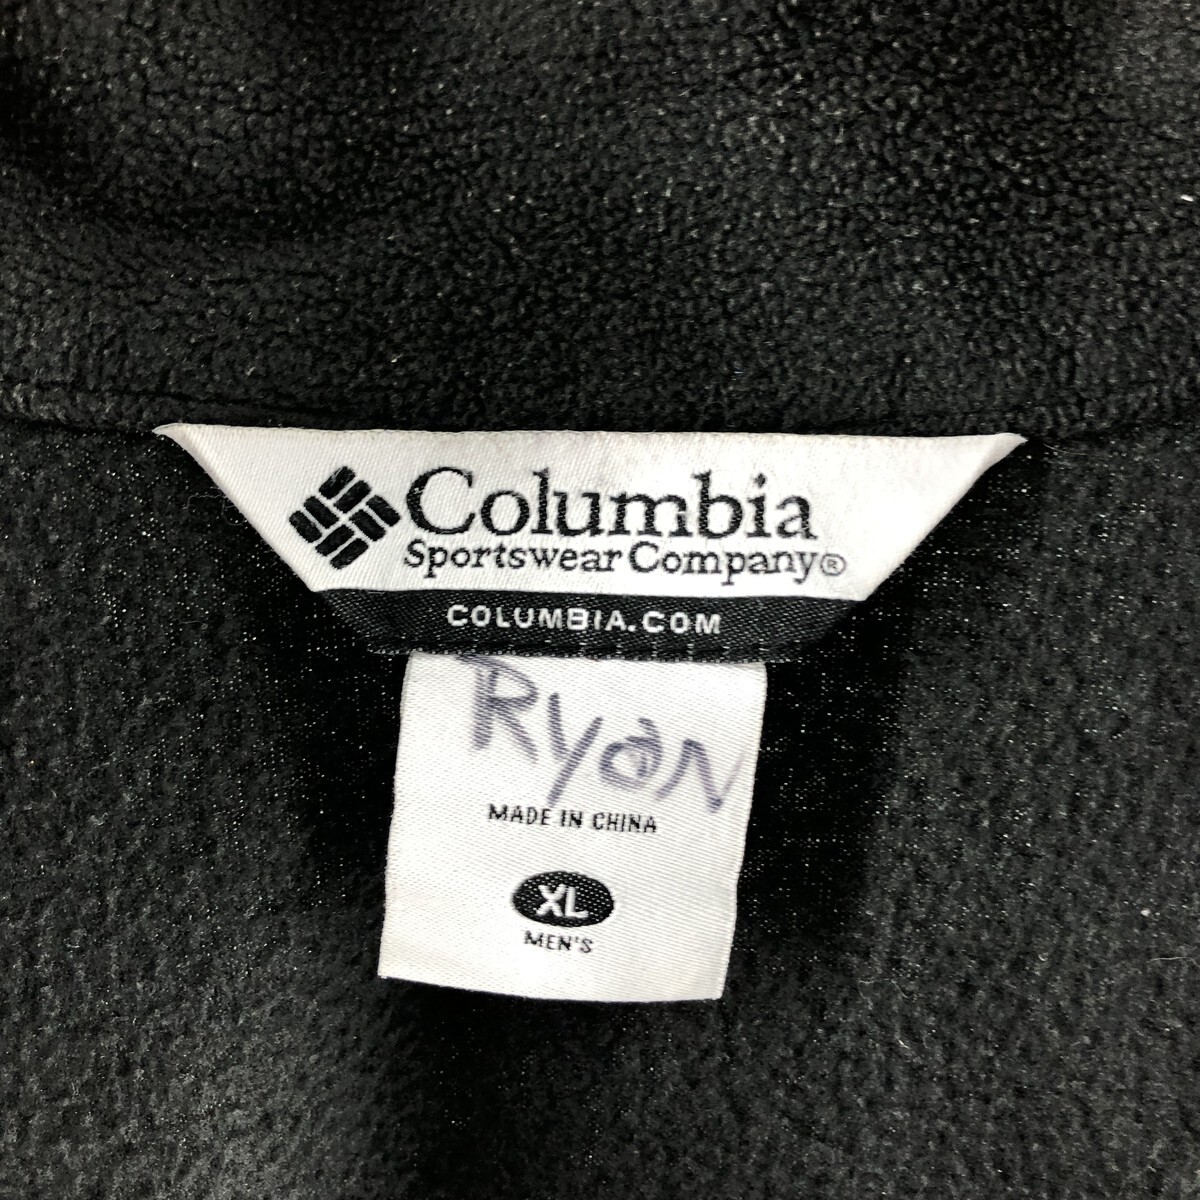 Columbia
Sportswear Company®
COLUMBIA.COM
Ryan
MADE IN CHINA
XL
MEN'S